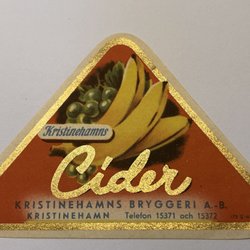 Kristinehamns
Cider
KRISTINEHAMNS BRYGGERI A.-B.
KRISTINEHAMN Telefon 15371 och 15372